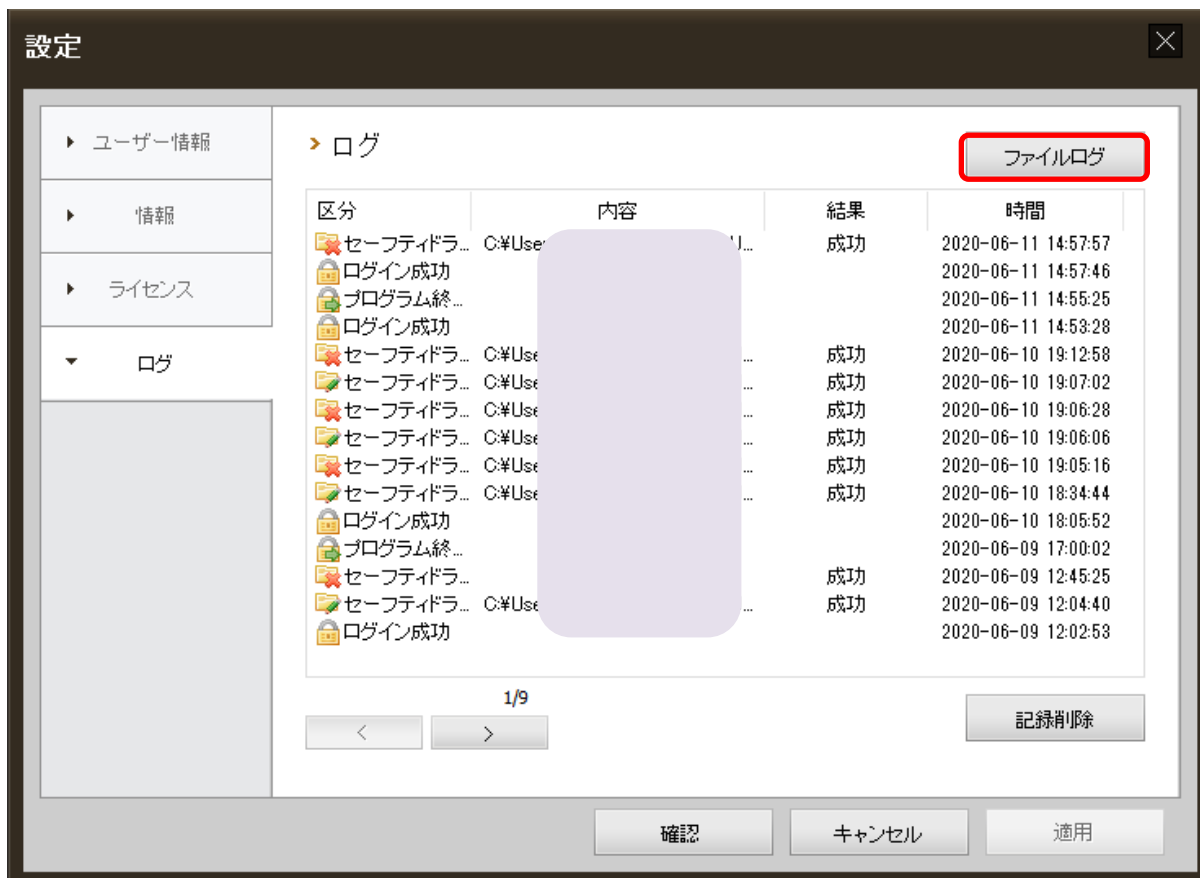 設定
ユーザー情報
情報
ライセンス
ログ
ログ
ファイルログ
区分 内容 結果 時間
セーフティドラ... C:¥User U... 成功 2020-06-11 14:57:57
ログイン成功 2020-06-11 14:57:46
プログラム終... 2020-06-11 14:55:25
ログイン成功 2020-06-11 14:53:28
セーフティドラ... C:¥Use ... 成功 2020-06-10 19:12:58
セーフティドラ... C:¥Use ... 成功 2020-06-10 19:07:02
セーフティドラ... C:¥Use ... 成功 2020-06-10 19:06:28
セーフティドラ... C:¥Use ... 成功 2020-06-10 19:06:06
セーフティドラ... C:¥Use ... 成功 2020-06-10 19:05:16
セーフティドラ... C:¥Use ... 成功 2020-06-10 18:34:44
ログイン成功 2020-06-10 18:05:52
プログラム終... 2020-06-09 17:00:02
セーフティドラ... 成功 2020-06-09 12:45:25
セーフティドラ... C:¥Use ... 成功 2020-06-09 12:04:40
ログイン成功 2020-06-09 12:02:53
1/9
< >
記録削除
確認 キャンセル 適用